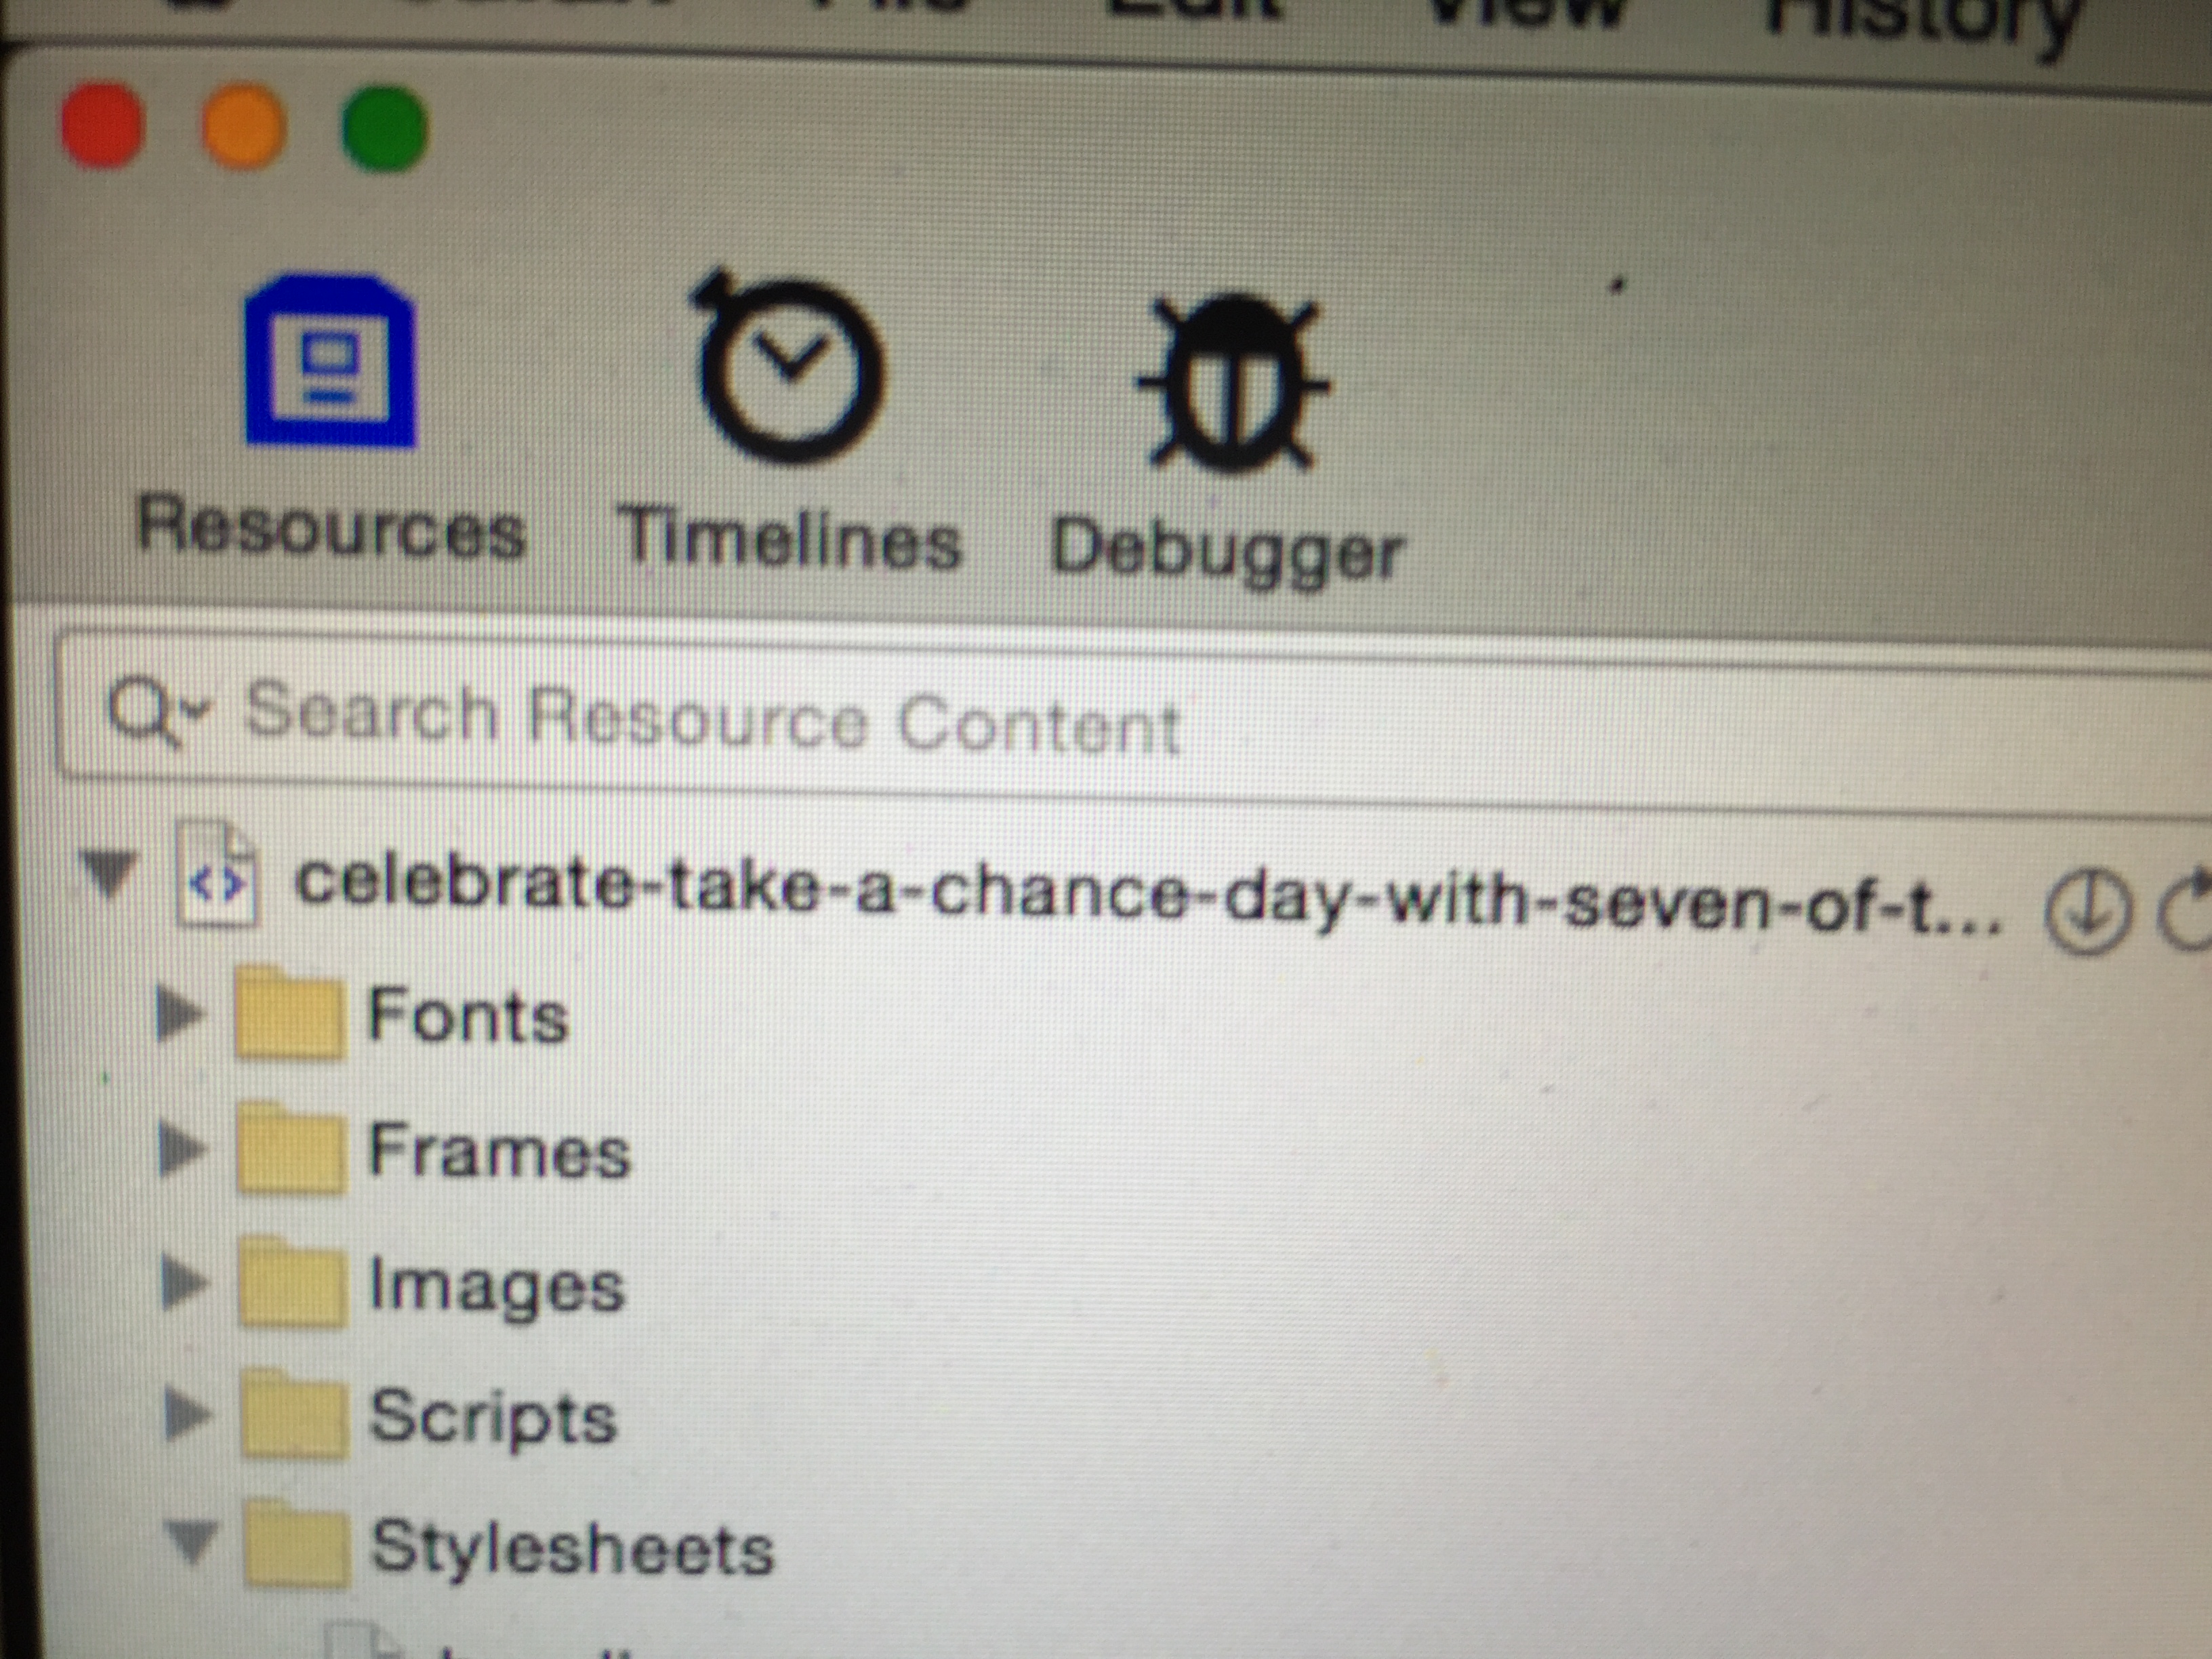 File Edit View History
Resources Timelines Debugger
Search Resource Content
celebrate-take-a-chance-day-with-seven-of-t...
Fonts
Frames
Images
Scripts
Stylesheets